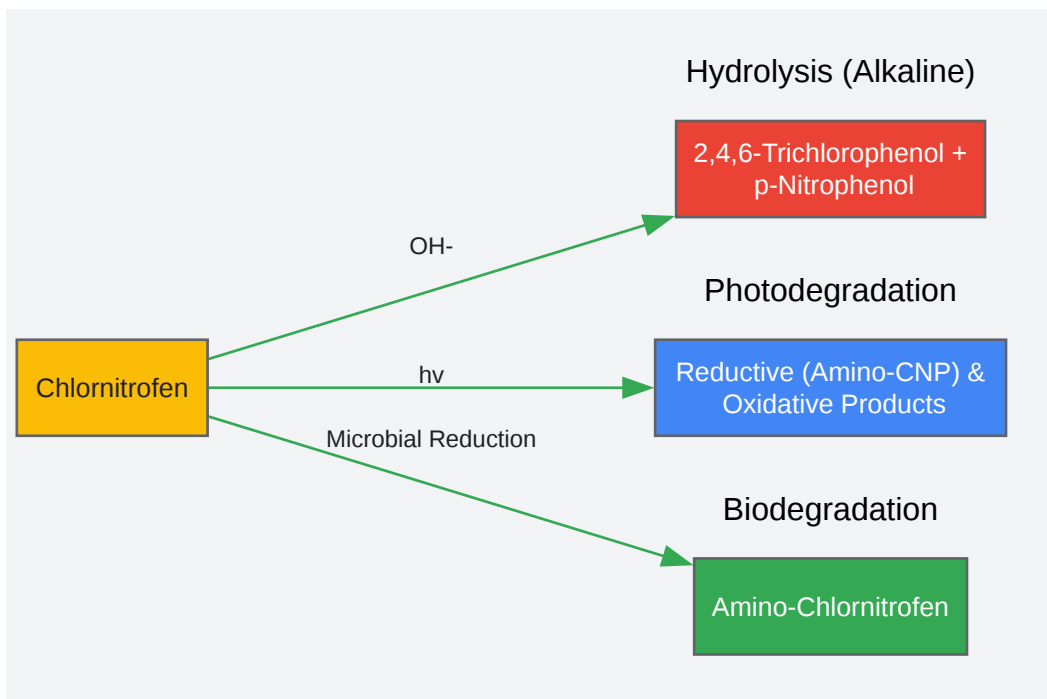 Hydrolysis (Alkaline)
2,4,6-Trichlorophenol +
p-Nitrophenol
OH-
Photodegradation
Chlornitrofen
hv
Reductive (Amino-CNP) &
Oxidative Products
Microbial Reduction
Biodegradation
Amino-Chlornitrofen